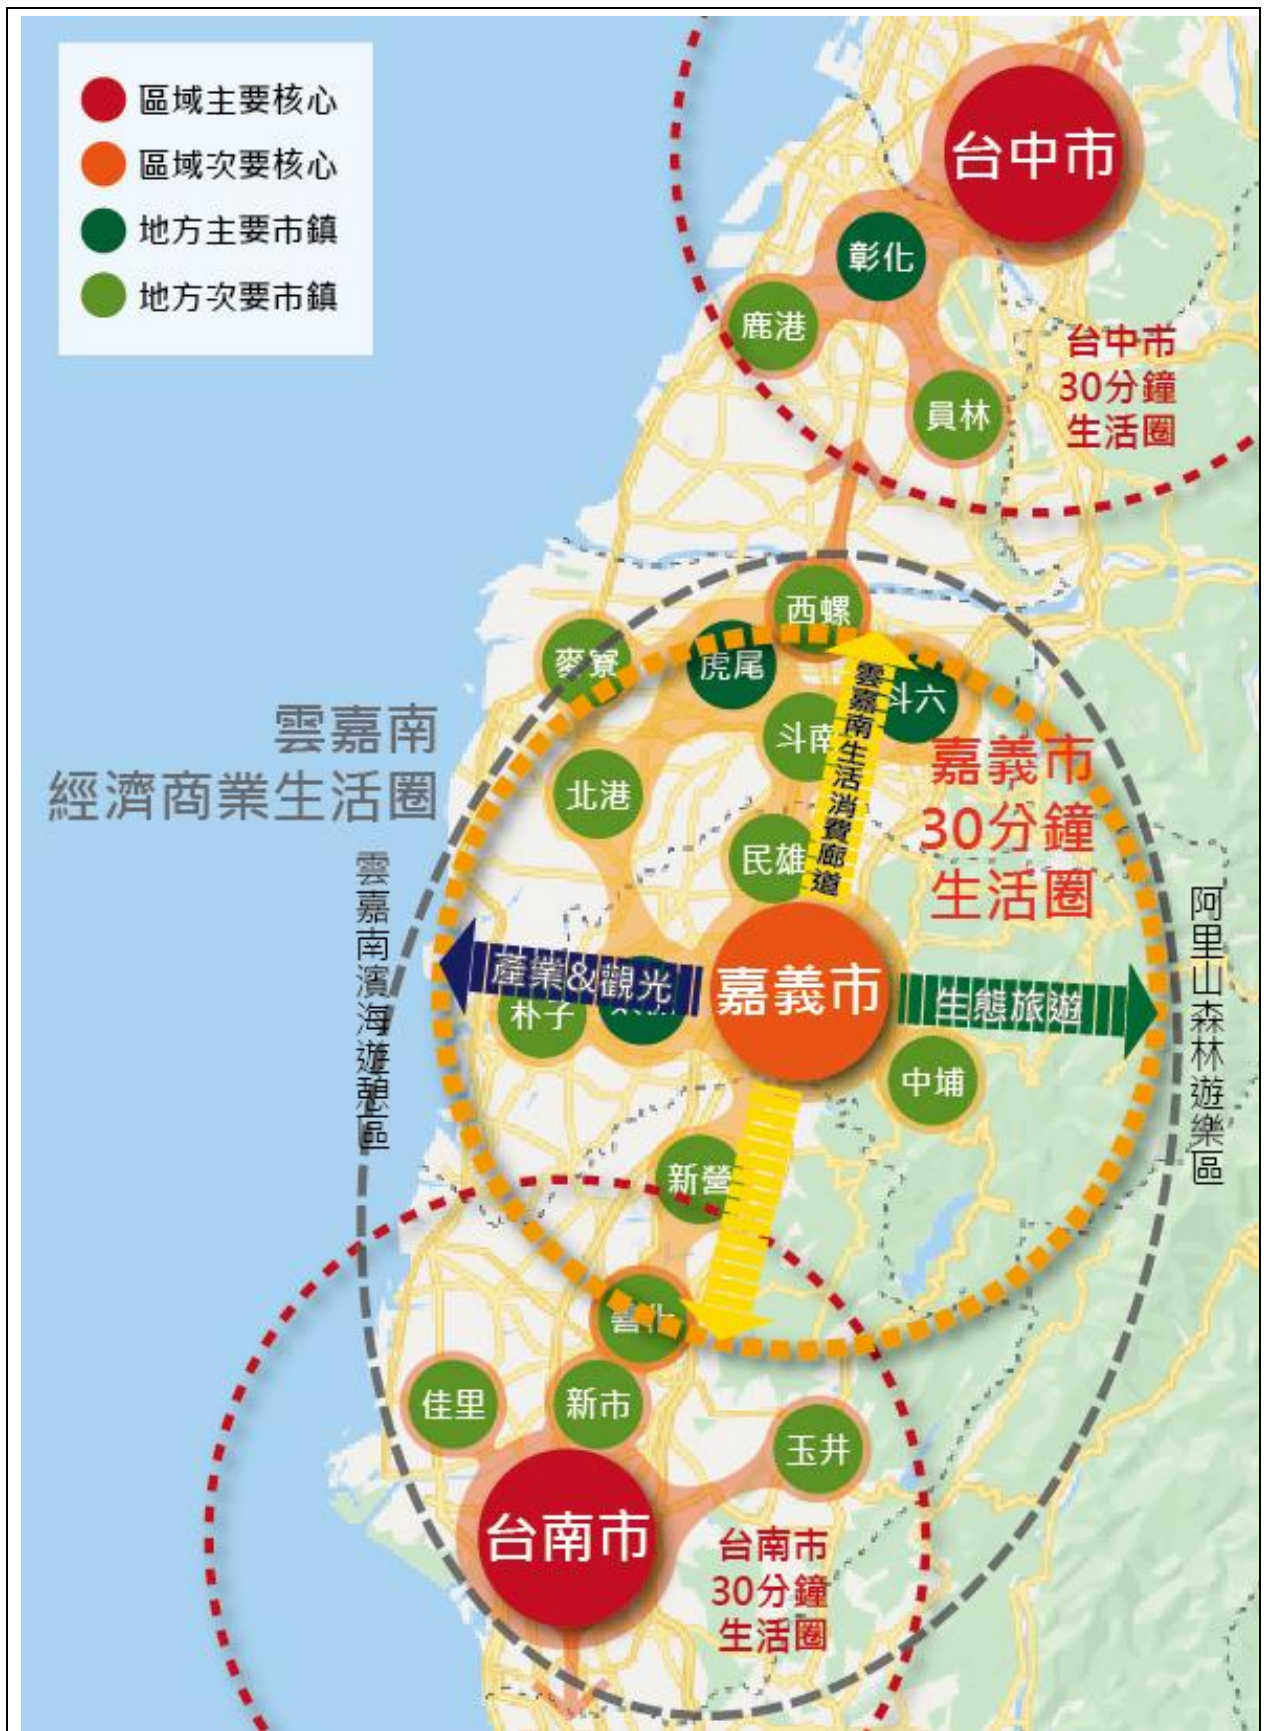 區域主要核心
區域次要核心
地方主要市鎮
地方次要市鎮
台中市
彰化
鹿港
員林
台中市
30分鐘
生活圈
西螺
麥寮
虎尾
斗六
斗南
雲嘉南
經濟商業生活圈
北港
民雄
雲嘉南生活消費廊道
嘉義市
30分鐘
生活圈
雲嘉南濱海遊憩區
阿里山森林遊樂區
產業&觀光
朴子
嘉義市
生態旅遊
中埔
新營
善化
佳里
新市
玉井
台南市
台南市
30分鐘
生活圈